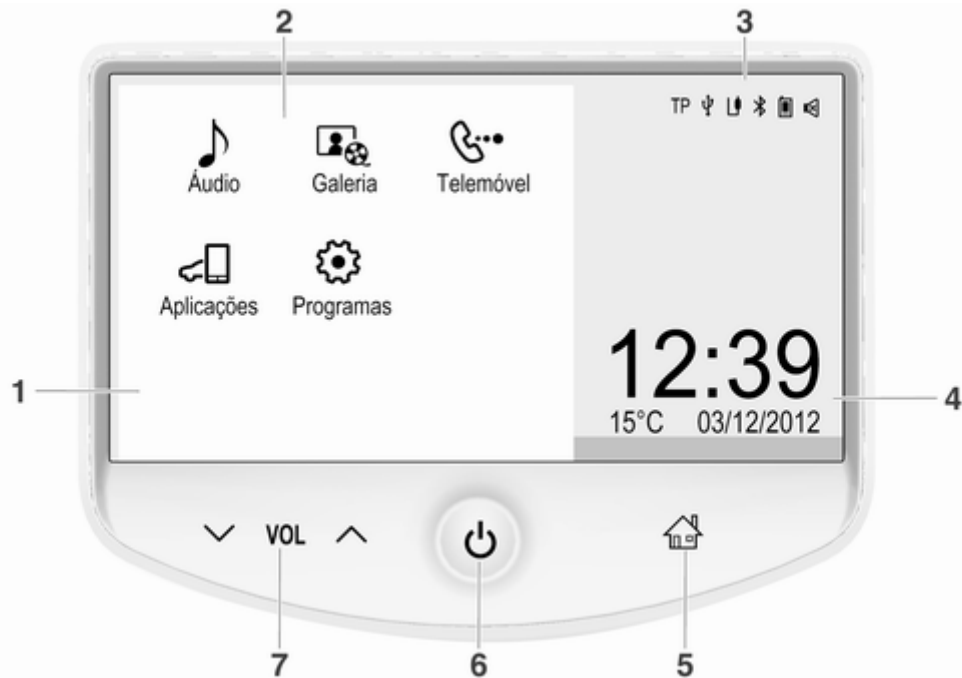 2
3
TP
Áudio
Galeria
Telemóvel
Aplicações
Programas
12:39
1
4
15°C 03/12/2012
VOL
7
6
5